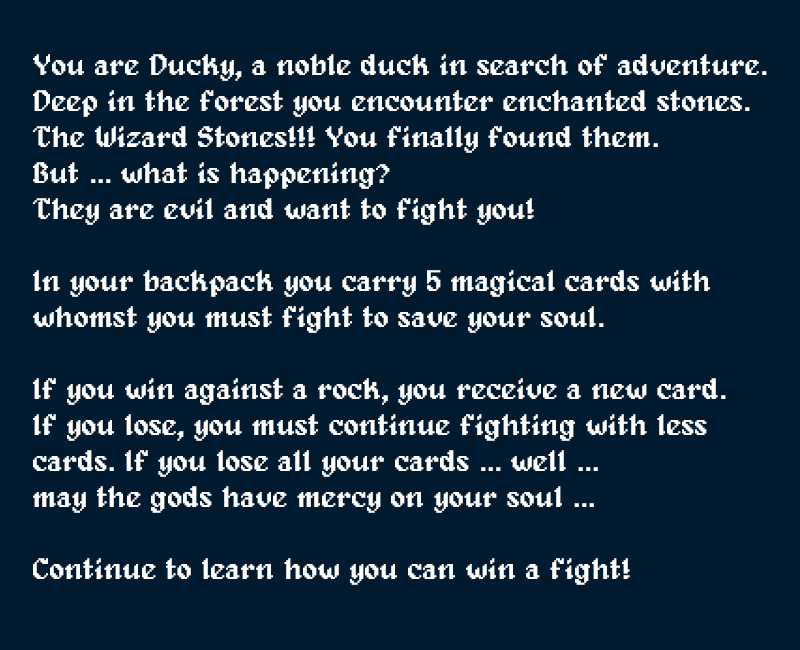 You are Ducky, a noble duck in search of adventure.
Deep in the forest you encounter enchanted stones.
The Wizard Stones!!! You finally found them.
But ... what is happening?
They are evil and want to fight you!
In your backpack you carry 5 magical cards with
whomst you must fight to save your soul.
If you win against a rock, you receive a new card.
If you lose, you must continue fighting with less
cards. If you lose all your cards ... well ...
may the gods have mercy on your soul ...
Continue to learn how you can win a fight!